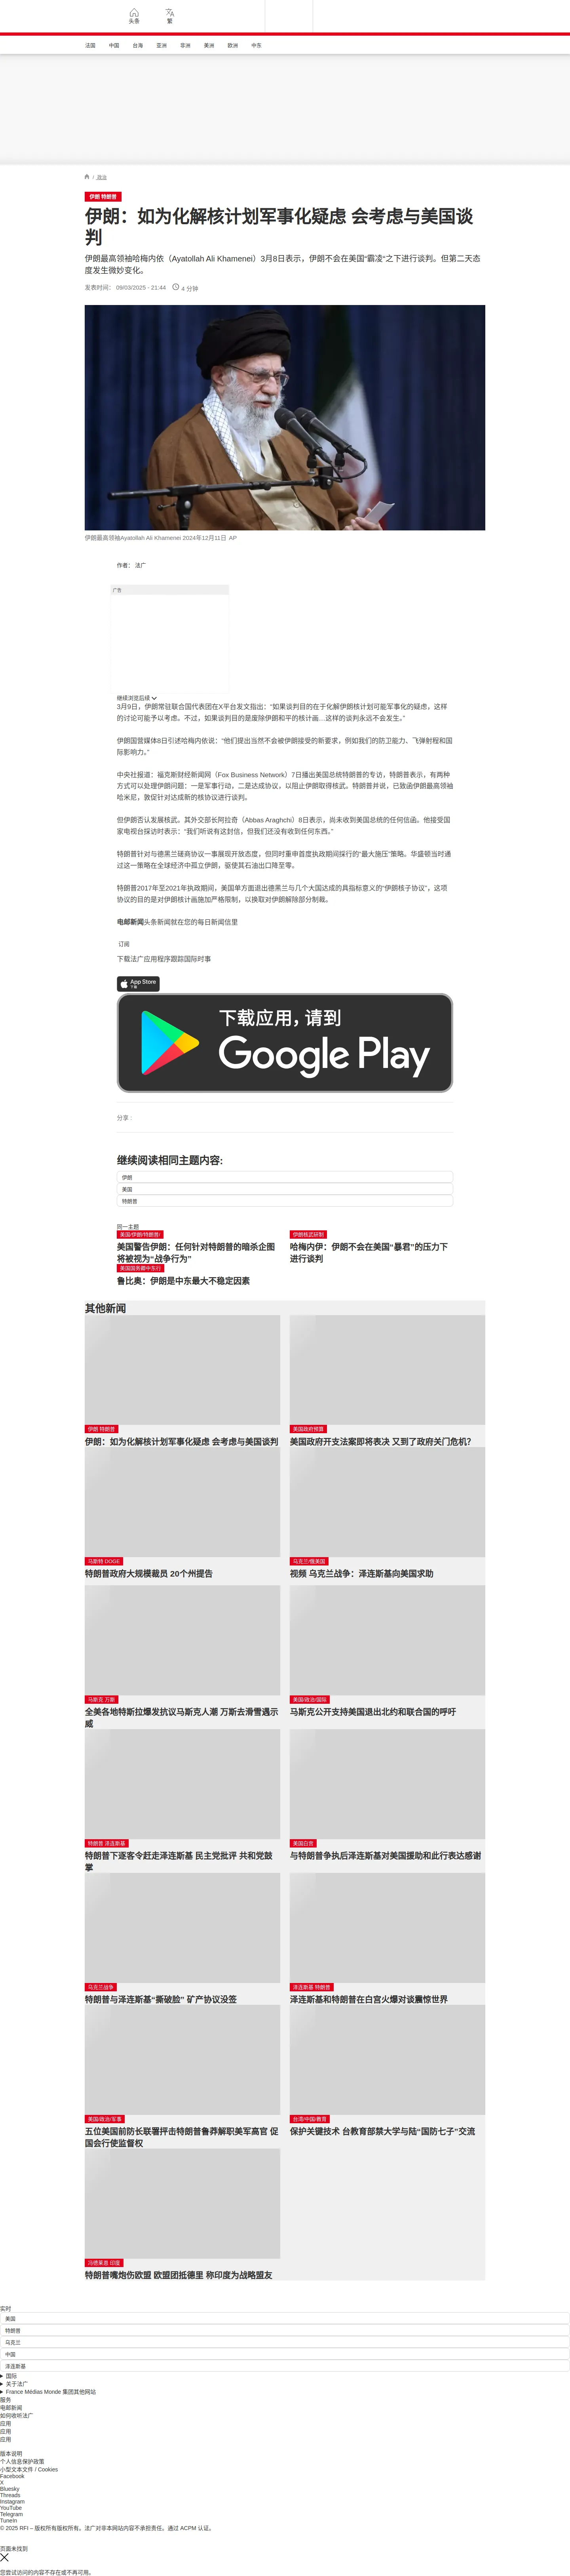 头条
繁
法国
中国
台海
亚洲
非洲
美洲
欧洲
中东
/ 政治
伊朗 特朗普
伊朗：如为化解核计划军事化疑虑 会考虑与美国谈
判
伊朗最高领袖哈梅内依（Ayatollah Ali Khamenei）3月8日表示，伊朗不会在美国“霸凌”之下进行谈判。但第二天态
度发生微妙变化。
发表时间： 09/03/2025 - 21:44
4 分钟
伊朗最高领袖Ayatollah Ali Khamenei 2024年12月11日 AP
作者： 法广
广告
继续浏览后续
3月9日，伊朗常驻联合国代表团在X平台发文指出：“如果谈判目的在于化解伊朗核计划可能军事化的疑虑，这样
的讨论可能予以考虑。不过，如果谈判目的是废除伊朗和平的核计画…这样的谈判永远不会发生。”
伊朗国营媒体8日引述哈梅内依说：“他们提出当然不会被伊朗接受的新要求，例如我们的防卫能力、飞弹射程和国
际影响力。”
中央社报道：福克斯财经新闻网（Fox Business Network）7日播出美国总统特朗普的专访，特朗普表示，有两种
方式可以处理伊朗问题：一是军事行动，二是达成协议，以阻止伊朗取得核武。特朗普并说，已致函伊朗最高领袖
哈米尼，敦促针对达成新的核协议进行谈判。
但伊朗否认发展核武。其外交部长阿拉奇（Abbas Araghchi）8日表示，尚未收到美国总统的任何信函。他接受国
家电视台探访时表示：“我们听说有这封信，但我们还没有收到任何东西。”
特朗普针对与德黑兰磋商协议一事展现开放态度，但同时重申首度执政期间採行的“最大施压”策略。华盛顿当时通
过这一策略在全球经济中孤立伊朗，驱使其石油出口降至零。
特朗普2017年至2021年执政期间，美国单方面退出德黑兰与几个大国达成的具指标意义的“伊朗核子协议”，这项
协议的目的是对伊朗核计画施加严格限制，以换取对伊朗解除部分制裁。
电邮新闻头条新闻就在您的每日新闻信里
订阅
下载法广应用程序跟踪国际时事
App Store
下载
下载应用，请到
Google Play
分享 :
继续阅读相同主题内容:
伊朗
美国
特朗普
同一主题
美国/伊朗/特朗普/
美国警告伊朗：任何针对特朗普的暗杀企图
将被视为“战争行为”
伊朗核武研制
哈梅内伊：伊朗不会在美国“暴君”的压力下
进行谈判
美国国务卿中东行
鲁比奥：伊朗是中东最大不稳定因素
其他新闻
伊朗 特朗普
伊朗：如为化解核计划军事化疑虑 会考虑与美国谈判
美国政府预算
美国政府开支法案即将表决 又到了政府关门危机？
马斯特 DOGE
特朗普政府大规模裁员 20个州提告
乌克兰/俄美国
视频 乌克兰战争：泽连斯基向美国求助
马斯克 万斯
全美各地特斯拉爆发抗议马斯克人潮 万斯去滑雪遇示
威
美国/政治/国际
马斯克公开支持美国退出北约和联合国的呼吁
特朗普 泽连斯基
特朗普下逐客令赶走泽连斯基 民主党批评 共和党鼓
掌
美国白宫
与特朗普争执后泽连斯基对美国援助和此行表达感谢
乌克兰战争
特朗普与泽连斯基“撕破脸” 矿产协议没签
泽连斯基 特朗普
泽连斯基和特朗普在白宫火爆对谈震惊世界
美国/政治/军事
五位美国前防长联署抨击特朗普鲁莽解职美军高官 促
国会行使监督权
台湾/中国/教育
保护关键技术 台教育部禁大学与陆“国防七子”交流
冯德莱恩 印度
特朗普嘴炮伤欧盟 欧盟团抵德里 称印度为战略盟友
实时
美国
特朗普
乌克兰
中国
泽连斯基
国际
关于法广
France Médias Monde 集团其他网站
服务
电邮新闻
如何收听法广
应用
应用
应用
版本说明
个人信息保护政策
小型文本文件 / Cookies
Facebook
X
Bluesky
Threads
Instagram
YouTube
Telegram
TuneIn
© 2025 RFI – 版权所有版权所有。法广对非本网站内容不承担责任。通过 ACPM 认证。
页面未找到
您尝试访问的内容不存在或不再可用。